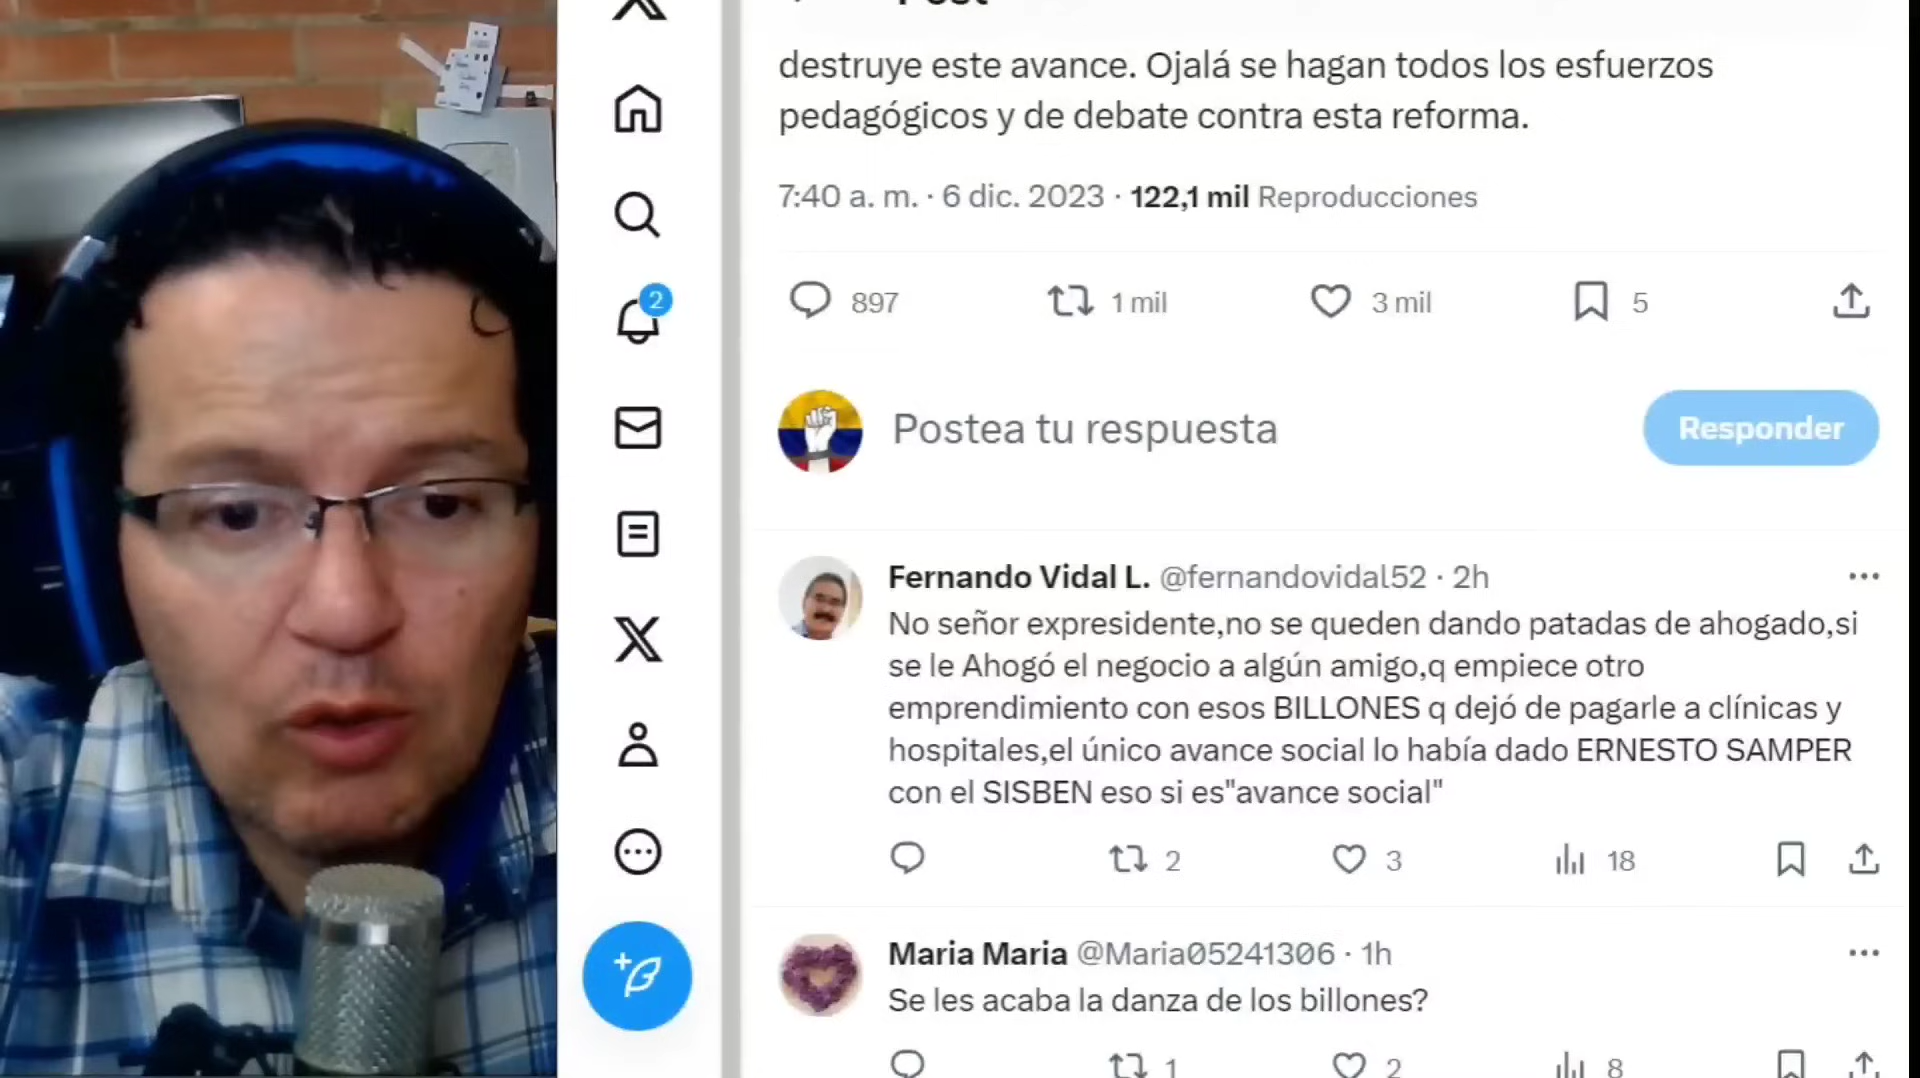 destruye este avance. Ojalá se hagan todos los esfuerzos
pedagógicos y de debate contra esta reforma.
7:40 a. m. · 6 dic. 2023 · 122,1 mil Reproducciones
2
897 1 mil 3 mil 5
Postea tu respuesta Responder
Fernando Vidal L. @fernandovidal52 · 2h
No señor expresidente,no se queden dando patadas de ahogado,si
se le Ahogó el negocio a algún amigo,q empiece otro
emprendimiento con esos BILLONES q dejó de pagarle a clínicas y
hospitales,el único avance social lo había dado ERNESTO SAMPER
con el SISBEN eso si es"avance social"
2 3 18
Maria Maria @Maria05241306 · 1h
Se les acaba la danza de los billones?
1 2 8